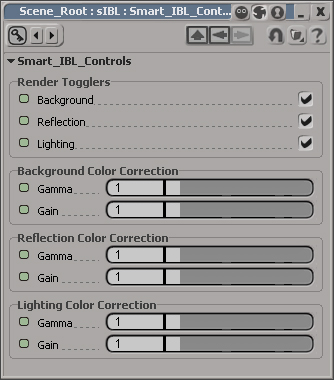 Scene_Root : sIBL : Smart_IBL_Cont...
Smart_IBL_Controls
Render Togglers
Background
Reflection
Lighting
Background Color Correction
Gamma 1
Gain 1
Reflection Color Correction
Gamma 1
Gain 1
Lighting Color Correction
Gamma 1
Gain 1